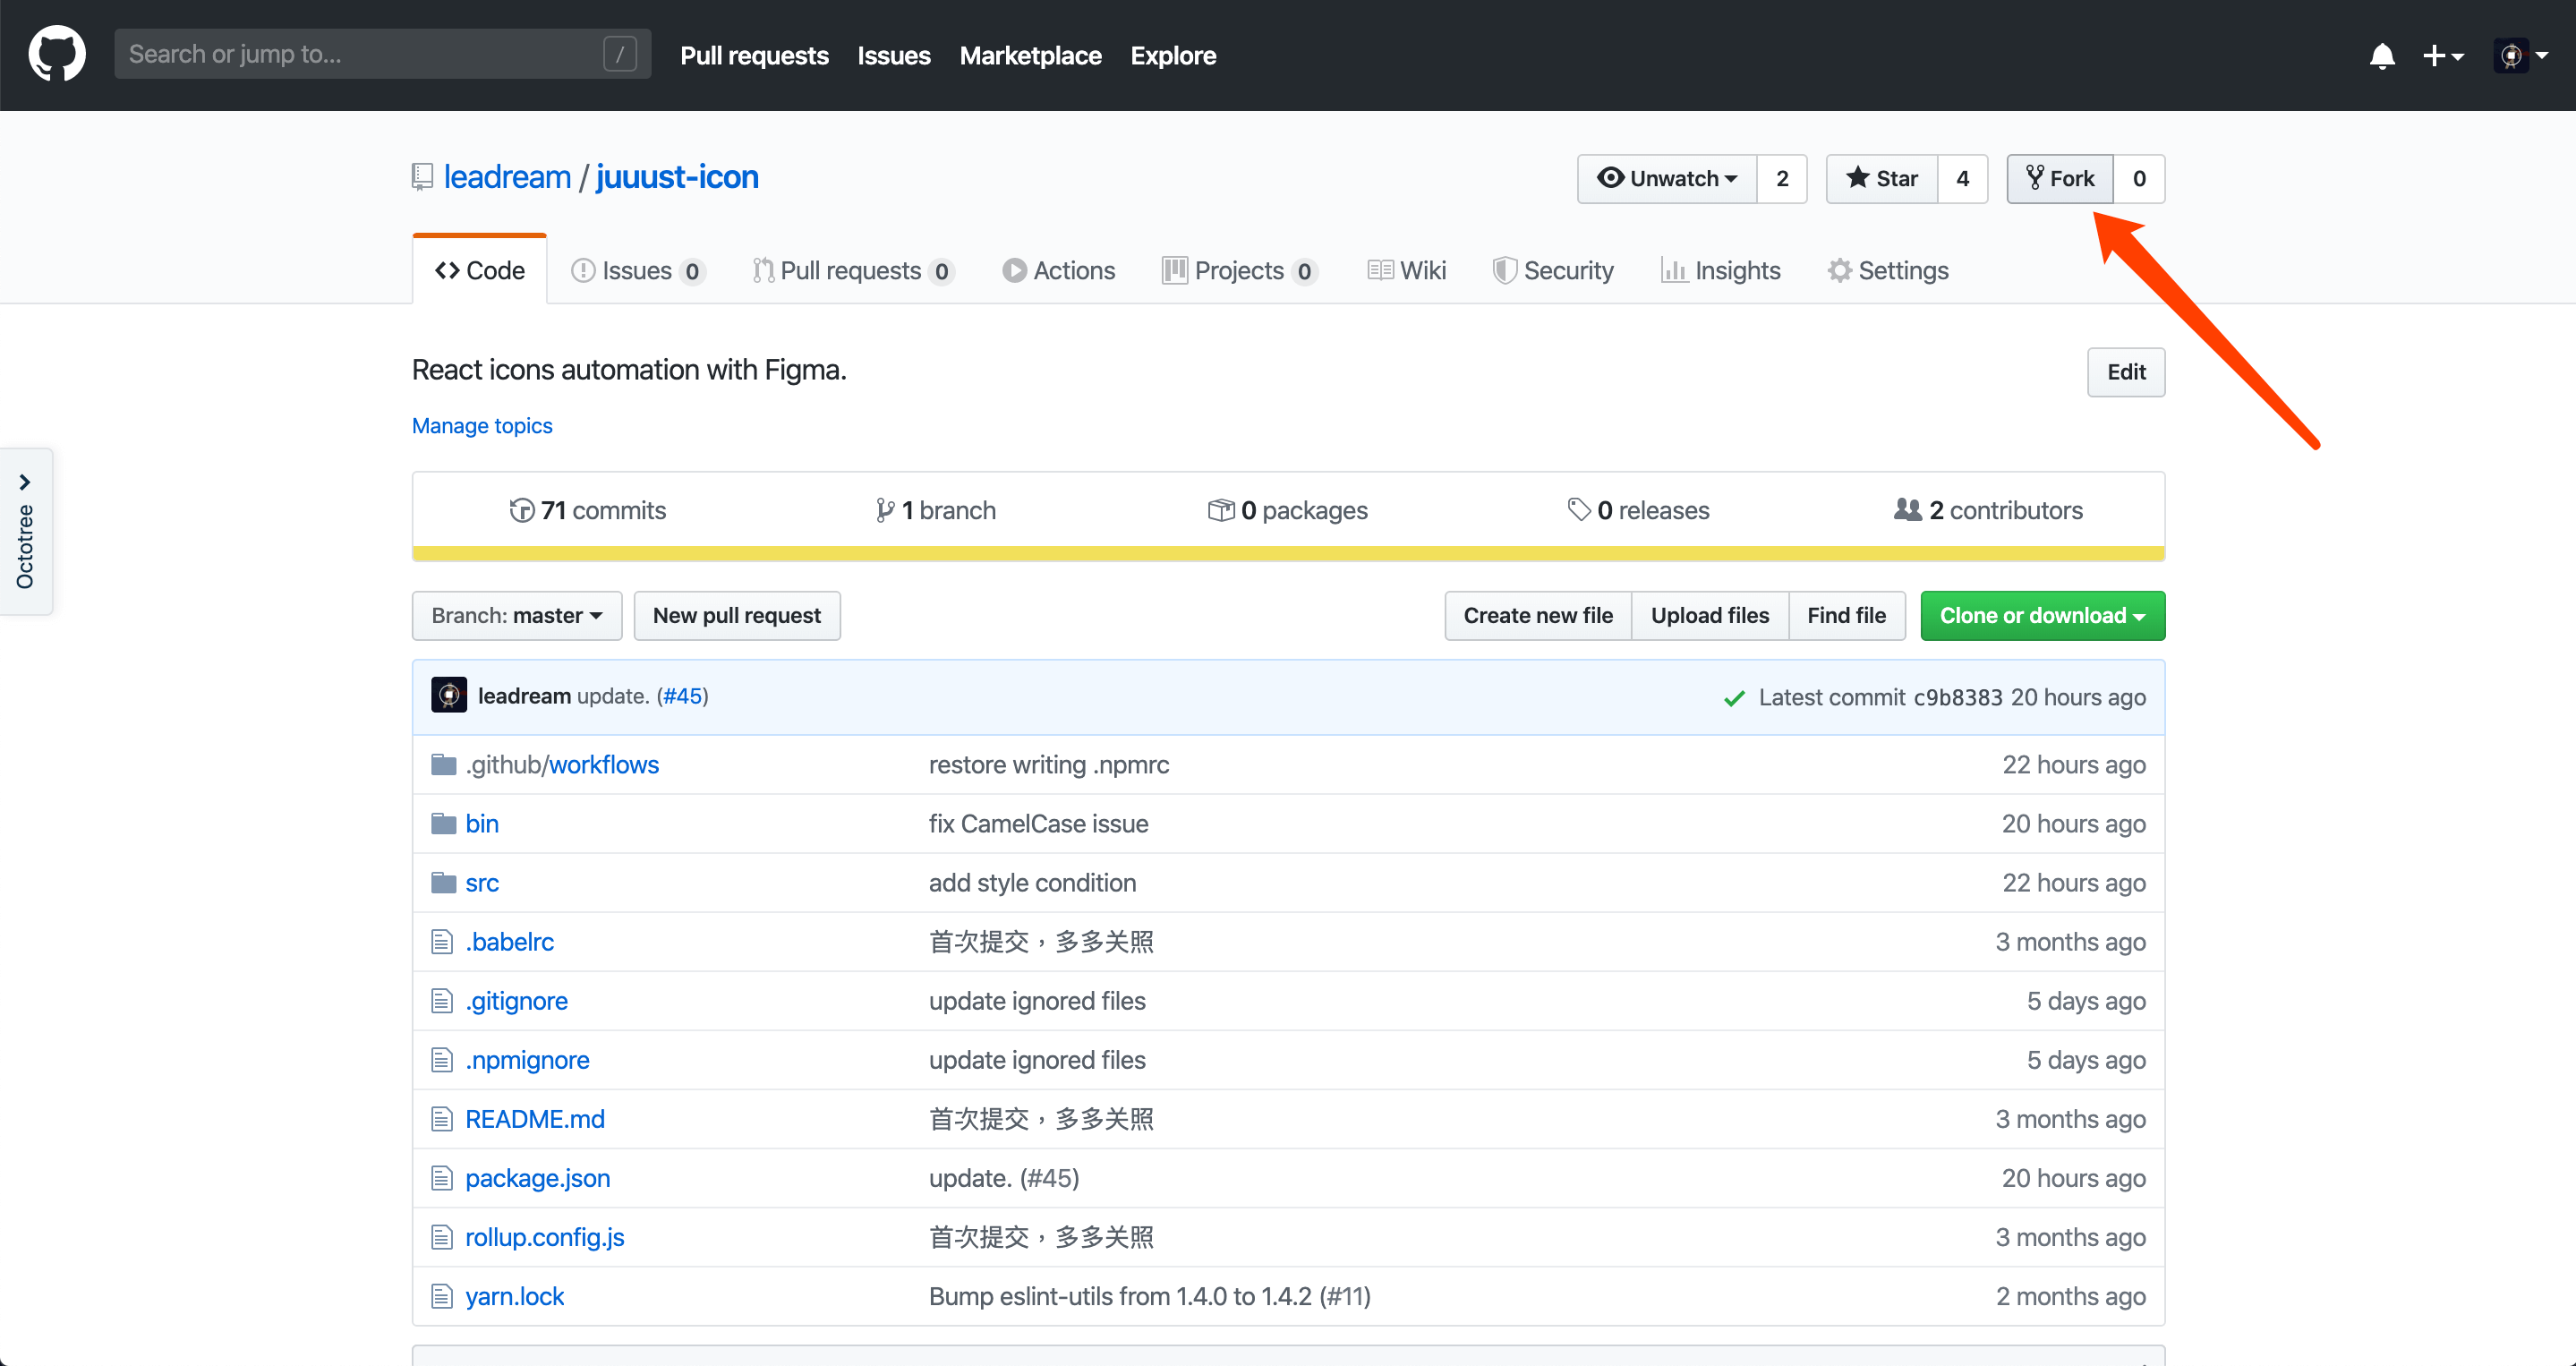 Search or jump to... / Pull requests Issues Marketplace Explore
leadream / juuust-icon Unwatch 2 Star 4 Fork 0
Code Issues 0 Pull requests 0 Actions Projects 0 Wiki Security Insights Settings
React icons automation with Figma. Edit
Manage topics
Octotree
71 commits 1 branch 0 packages 0 releases 2 contributors
Branch: master New pull request Create new file Upload files Find file Clone or download
leadream update. (#45) Latest commit c9b8383 20 hours ago
.github/workflows restore writing .npmrc 22 hours ago
bin fix CamelCase issue 20 hours ago
src add style condition 22 hours ago
.babelrc 首次提交，多多关照 3 months ago
.gitignore update ignored files 5 days ago
.npmignore update ignored files 5 days ago
README.md 首次提交，多多关照 3 months ago
package.json update. (#45) 20 hours ago
rollup.config.js 首次提交，多多关照 3 months ago
yarn.lock Bump eslint-utils from 1.4.0 to 1.4.2 (#11) 2 months ago